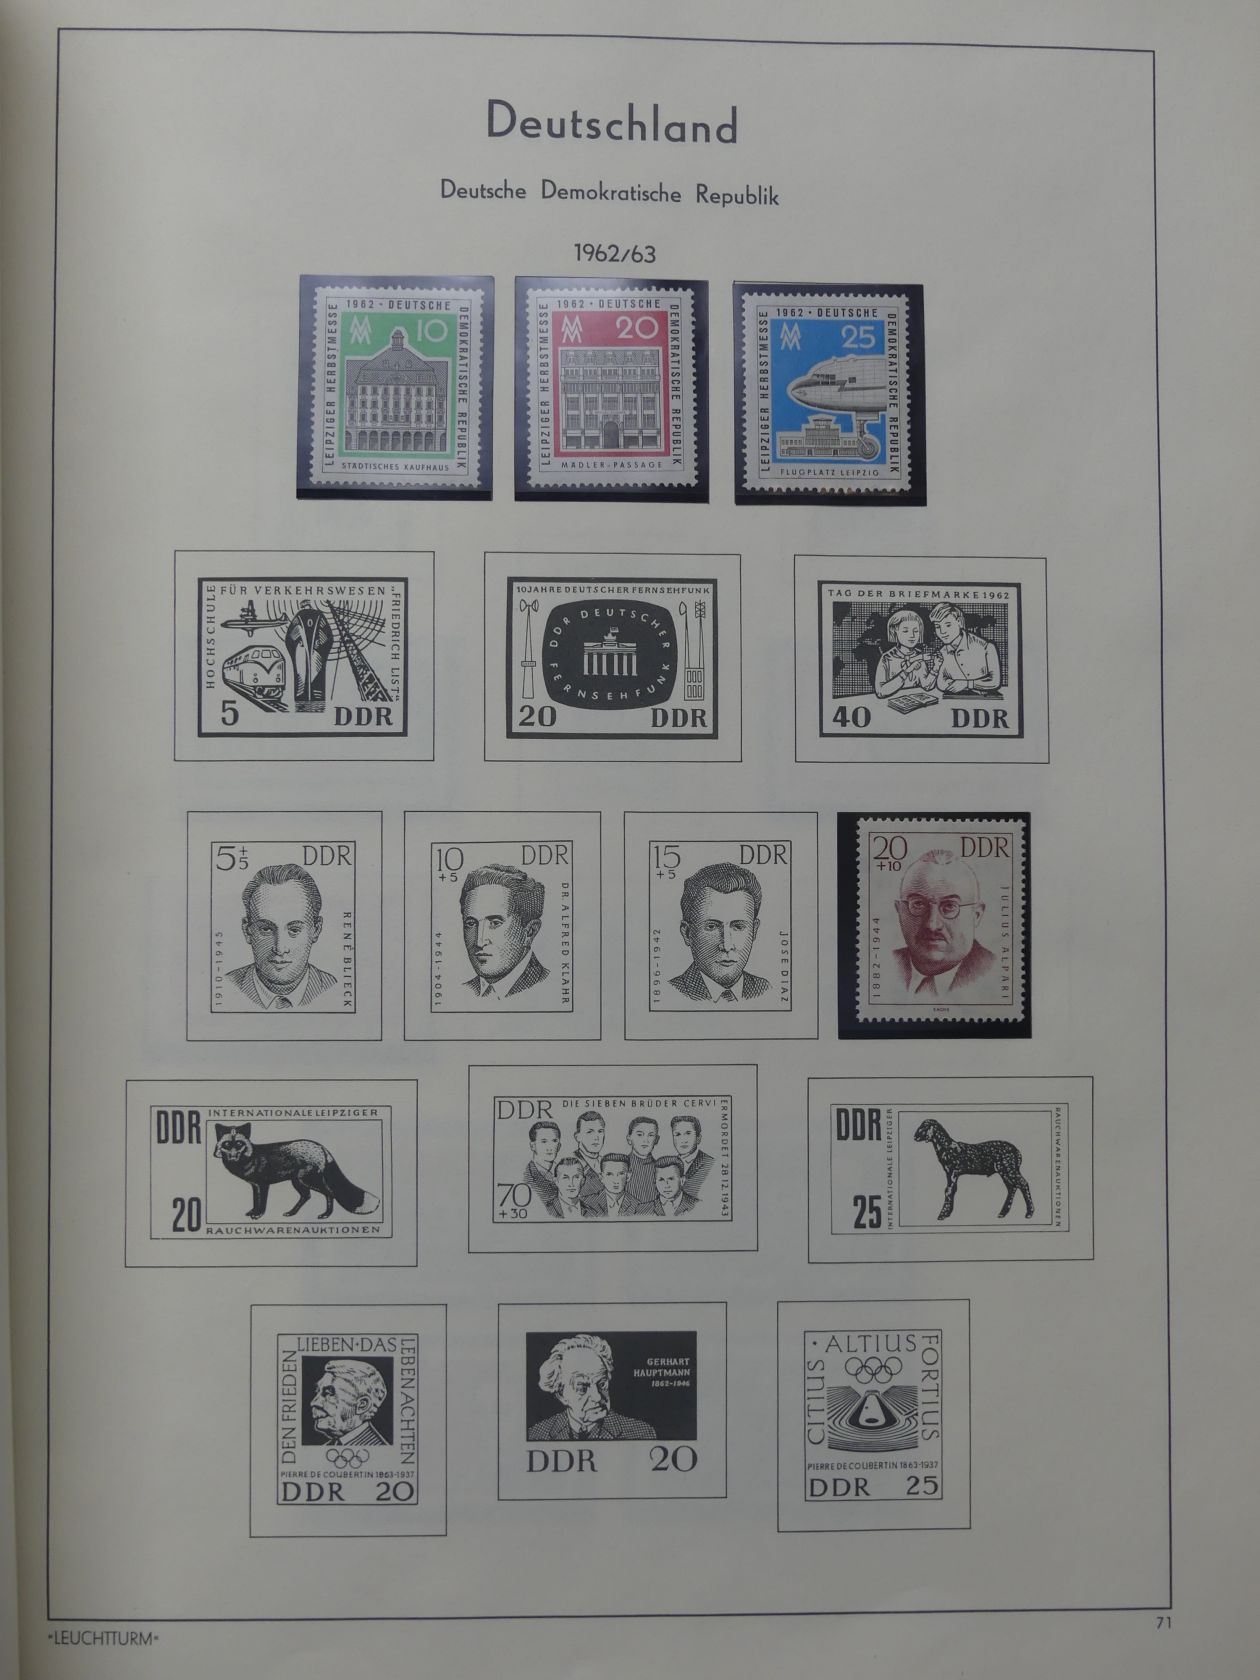 Deutschland
Deutsche Demokratische Republik
1962/63
LEIPZIGER HERBSTMESSE
1962 · DEUTSCHE
DEMOKRATISCHE REPUBLIK
MM 10
STÄDTISCHES KAUFHAUS
LEIPZIGER HERBSTMESSE
1962 · DEUTSCHE
DEMOKRATISCHE REPUBLIK
MM 20
MÄDLER-PASSAGE
LEIPZIGER HERBSTMESSE
1962 · DEUTSCHE
DEMOKRATISCHE REPUBLIK
MM 25
FLUGPLATZ LEIPZIG
HOCHSCHULE
FÜR VERKEHRSWESEN
„FRIEDRICH LIST“
5 DDR
10 JAHRE DEUTSCHER FERNSEHFUNK
DDR DEUTSCHER
FERNSEHFUNK
20 DDR
TAG DER BRIEFMARKE 1962
40 DDR
5+5 DDR
1910-1943
RENÉ BLIECK
10 DDR
+5
1904-1944
DR ALFRED KLAHR
15 DDR
+5
1896-1942
JOSE DIAZ
20 DDR
+10
1882-1944
JULIUS ALPARI
SACHS
DDR
INTERNATIONALE LEIPZIGER
20
RAUCHWARENAUKTIONEN
DDR
DIE SIEBEN BRÜDER CERVI
ERMORDET 28.12.1943
70
+30
DDR
INTERNATIONALE LEIPZIGER
RAUCHWARENAUKTIONEN
25
DEN FRIEDEN
LIEBEN·DAS
LEBEN ACHTEN
PIERRE DE COUBERTIN 1863-1937
DDR 20
GERHART
HAUPTMANN
1862-1946
DDR 20
CITIUS
·ALTIUS
FORTIUS
PIERRE DE COUBERTIN 1863-1937
DDR 25
"LEUCHTTURM"
71